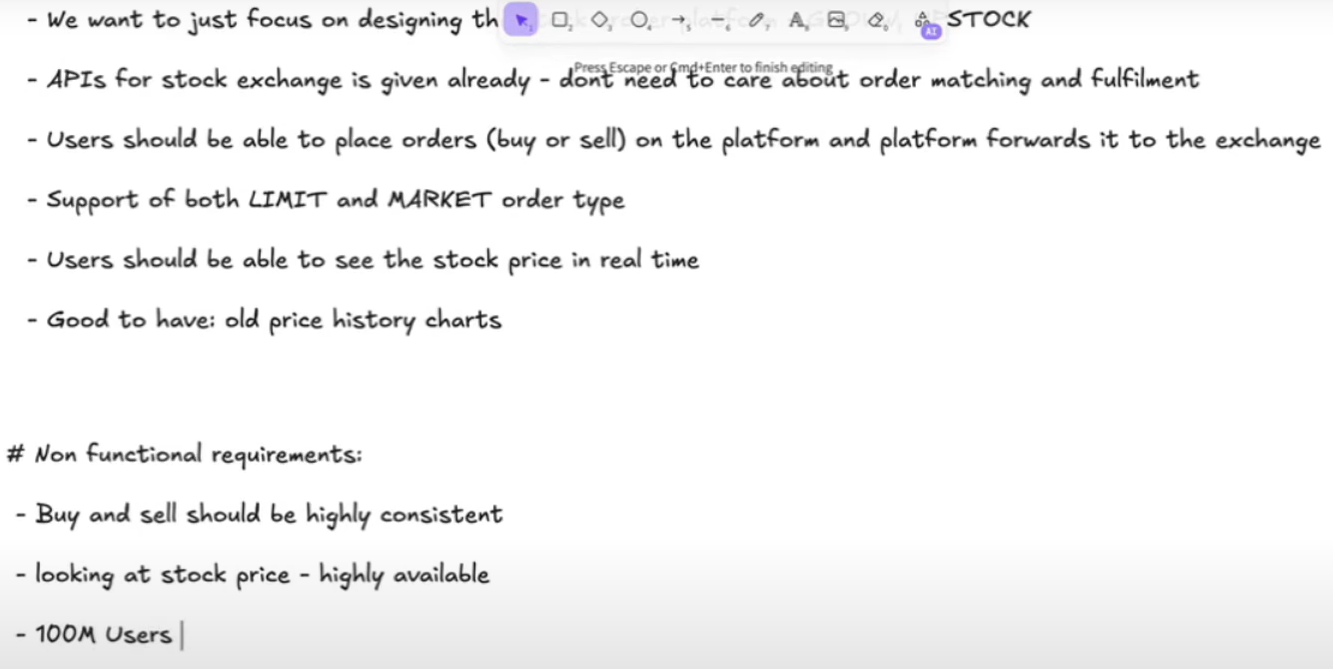 - We want to just focus on designing th STOCK
Press Escape or Cmd+Enter to finish editing
- APIs for stock exchange is given already - dont need to care about order matching and fulfilment
- Users should be able to place orders (buy or sell) on the platform and platform forwards it to the exchange
- Support of both LIMIT and MARKET order type
- Users should be able to see the stock price in real time
- Good to have: old price history charts
# Non functional requirements:
- Buy and sell should be highly consistent
- looking at stock price - highly available
- 100M Users